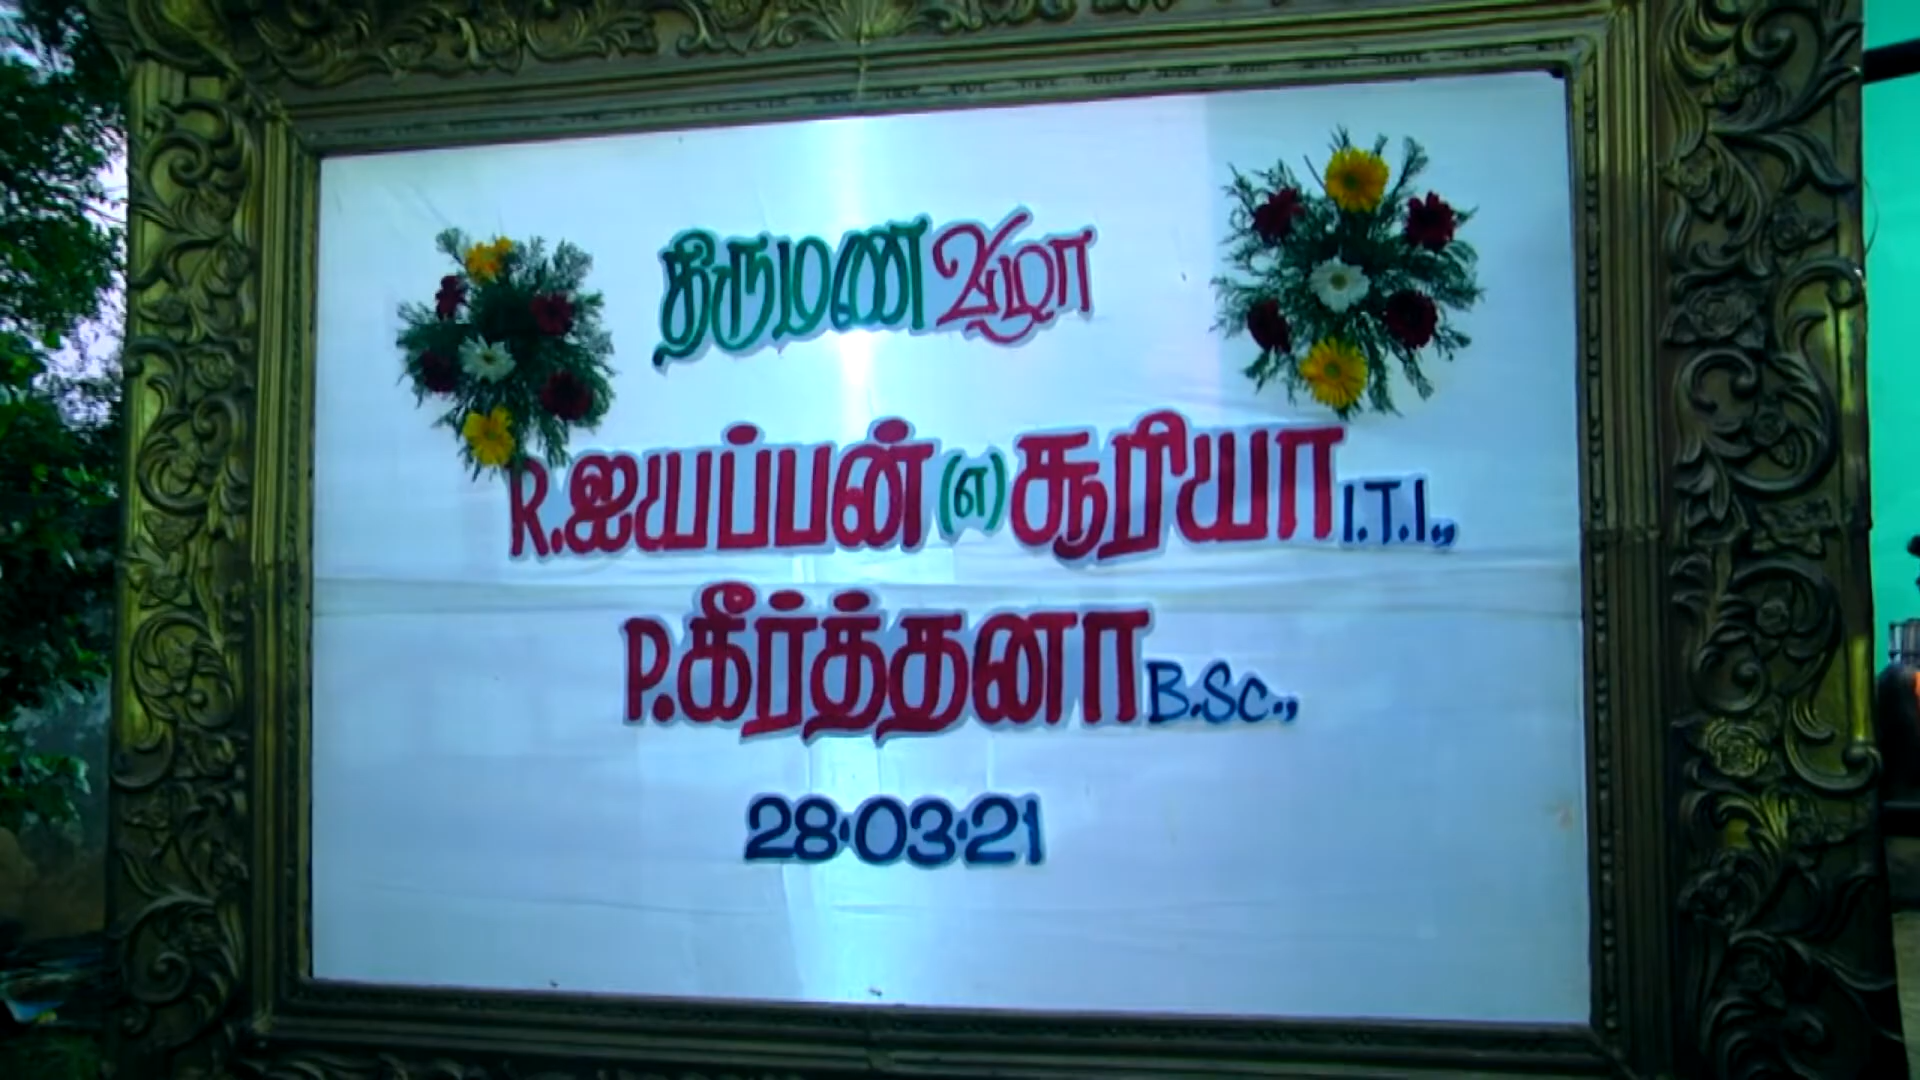 திருமண விழா
R.ஐயப்பன் (எ) சூரியா I.T.I.,
P.கீர்த்தனா B.Sc.,
28.03.21